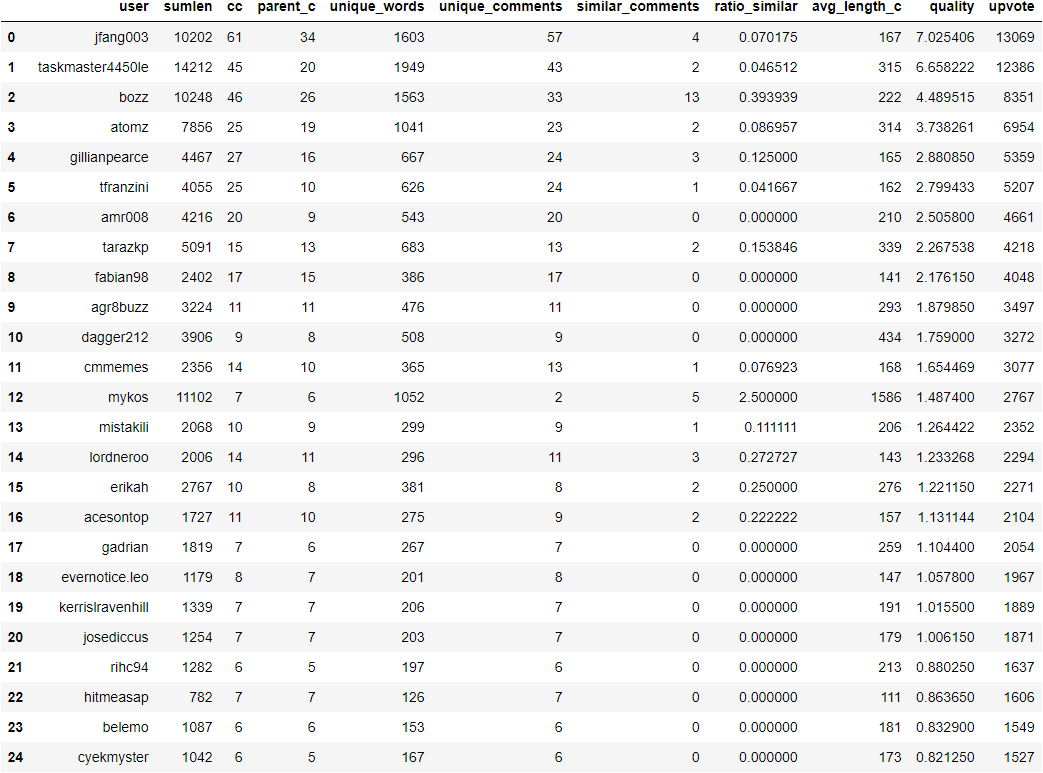 user sumlen cc parent_c unique_words unique_comments similar_comments ratio_similar avg_length_c quality upvote
0 jfang003 10202 61 34 1603 57 4 0.070175 167 7.025406 13069
1 taskmaster4450le 14212 45 20 1949 43 2 0.046512 315 6.658222 12386
2 bozz 10248 46 26 1563 33 13 0.393939 222 4.489515 8351
3 atomz 7856 25 19 1041 23 2 0.086957 314 3.738261 6954
4 gillianpearce 4467 27 16 667 24 3 0.125000 165 2.880850 5359
5 tfranzini 4055 25 10 626 24 1 0.041667 162 2.799433 5207
6 amr008 4216 20 9 543 20 0 0.000000 210 2.505800 4661
7 tarazkp 5091 15 13 683 13 2 0.153846 339 2.267538 4218
8 fabian98 2402 17 15 386 17 0 0.000000 141 2.176150 4048
9 agr8buzz 3224 11 11 476 11 0 0.000000 293 1.879850 3497
10 dagger212 3906 9 8 508 9 0 0.000000 434 1.759000 3272
11 cmmemes 2356 14 10 365 13 1 0.076923 168 1.654469 3077
12 mykos 11102 7 6 1052 2 5 2.500000 1586 1.487400 2767
13 mistakili 2068 10 9 299 9 1 0.111111 206 1.264422 2352
14 lordneroo 2006 14 11 296 11 3 0.272727 143 1.233268 2294
15 erikah 2767 10 8 381 8 2 0.250000 276 1.221150 2271
16 acesontop 1727 11 10 275 9 2 0.222222 157 1.131144 2104
17 gadrian 1819 7 6 267 7 0 0.000000 259 1.104400 2054
18 evernotice.leo 1179 8 7 201 8 0 0.000000 147 1.057800 1967
19 kerrislravenhill 1339 7 7 206 7 0 0.000000 191 1.015500 1889
20 josediccus 1254 7 7 203 7 0 0.000000 179 1.006150 1871
21 rihc94 1282 6 5 197 6 0 0.000000 213 0.880250 1637
22 hitmeasap 782 7 7 126 7 0 0.000000 111 0.863650 1606
23 belemo 1087 6 6 153 6 0 0.000000 181 0.832900 1549
24 cyekmyster 1042 6 5 167 6 0 0.000000 173 0.821250 1527